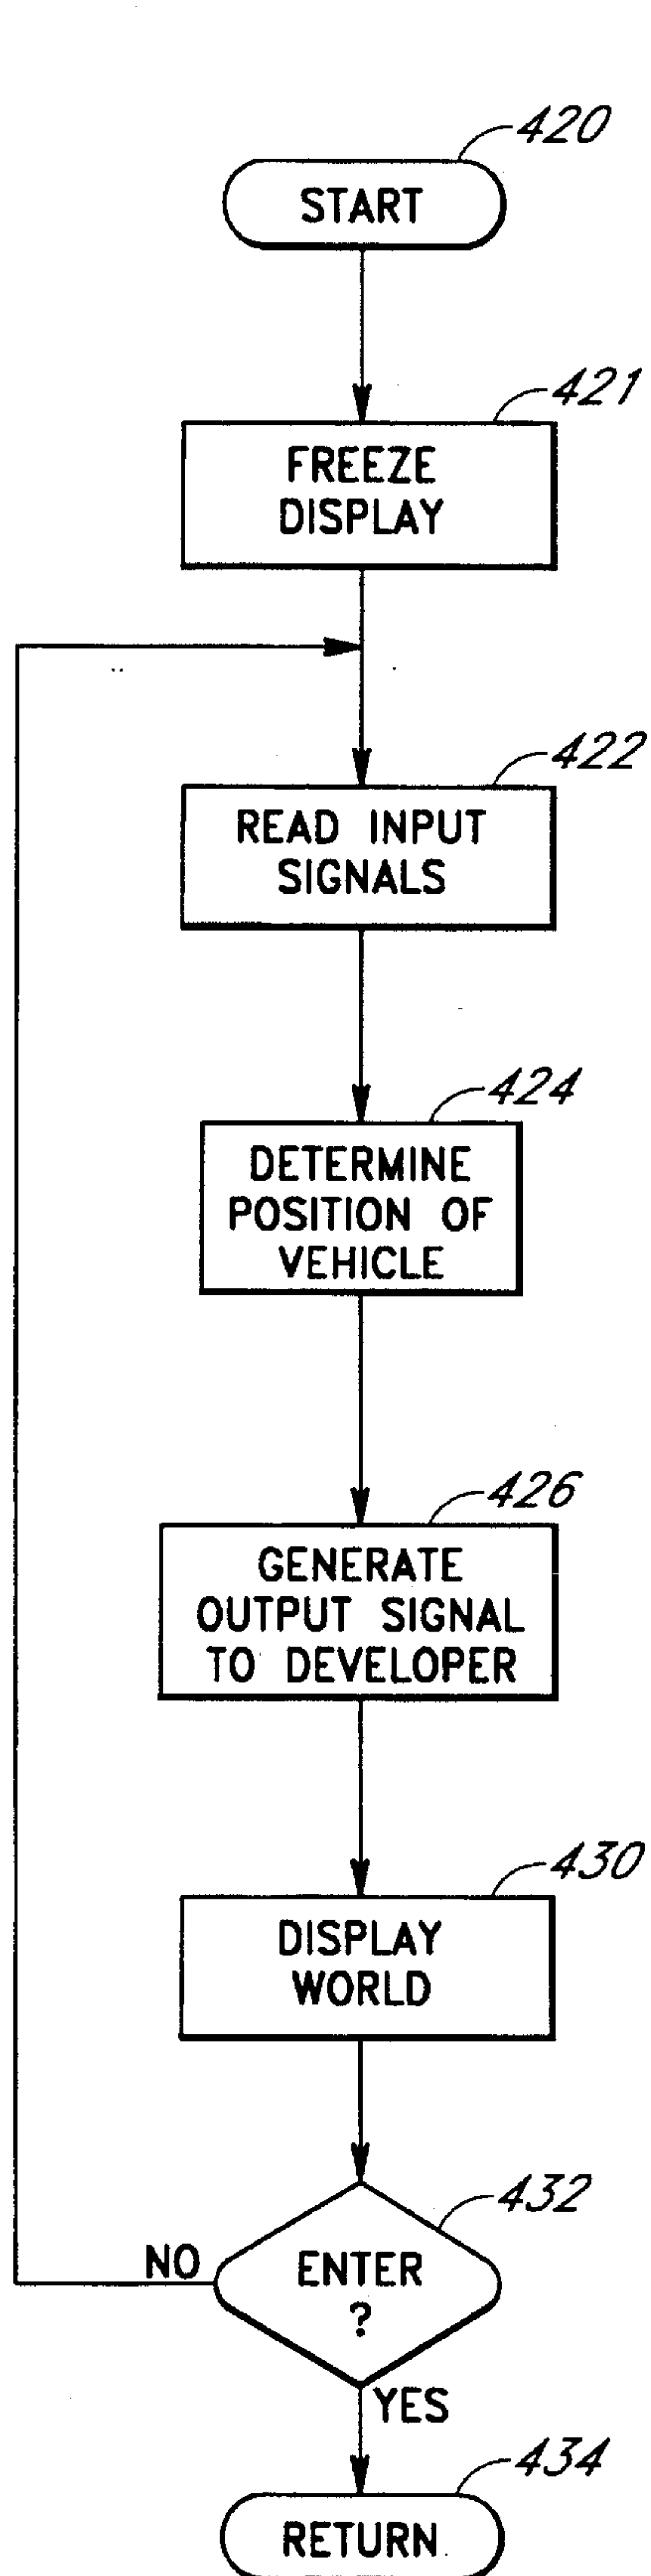 420
START
421
FREEZE
DISPLAY
422
READ INPUT
SIGNALS
424
DETERMINE
POSITION OF
VEHICLE
426
GENERATE
OUTPUT SIGNAL
TO DEVELOPER
430
DISPLAY
WORLD
432
NO
ENTER
?
YES
434
RETURN